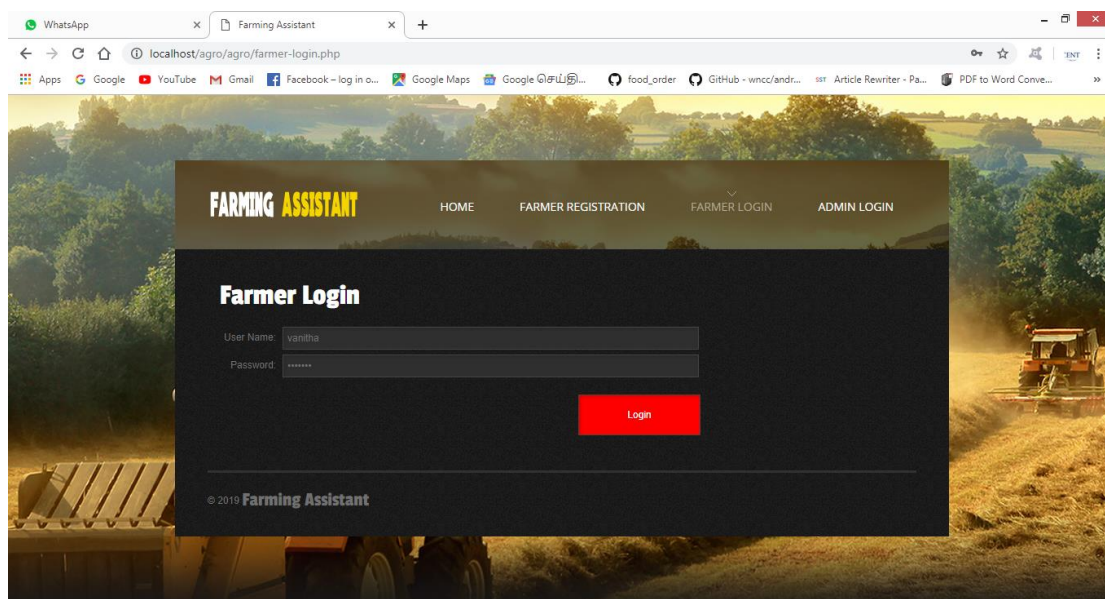 WhatsApp
Farming Assistant
localhost/agro/agro/farmer-login.php
Apps
Google
YouTube
Gmail
Facebook – log in o...
Google Maps
Google செய்தி...
food_order
GitHub - wncc/andr...
SST
Article Rewriter - Pa...
PDF to Word Conve...
FARMING ASSISTANT
HOME
FARMER REGISTRATION
FARMER LOGIN
ADMIN LOGIN
Farmer Login
User Name: vanitha
Password: •••••••
Login
© 2019 Farming Assistant